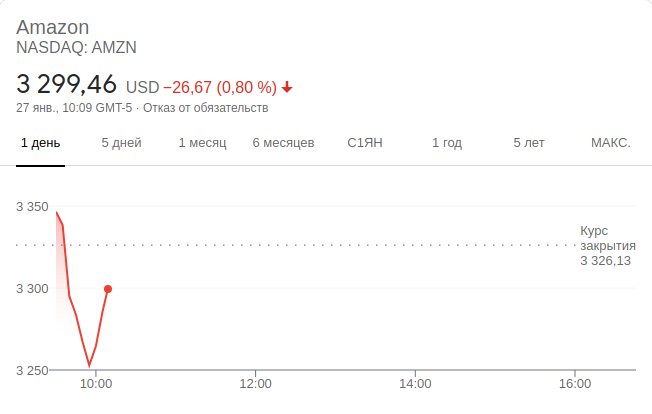 Amazon
NASDAQ: AMZN
3 299,46 USD −26,67 (0,80 %)
27 янв., 10:09 GMT-5 · Отказ от обязательств
1 день 5 дней 1 месяц 6 месяцев С1ЯН 1 год 5 лет МАКС.
3 350
Курс
закрытия
3 326,13
3 300
3 250
10:00 12:00 14:00 16:00